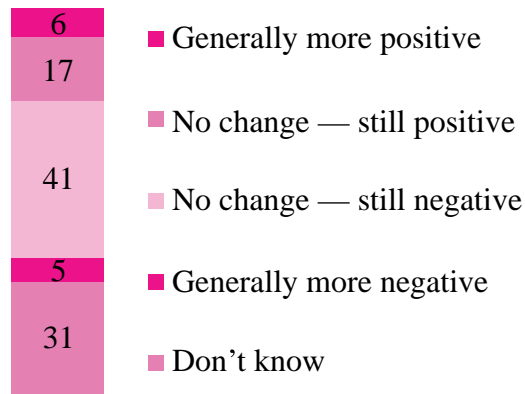 6
Generally more positive
17
No change — still positive
41
No change — still negative
5
Generally more negative
31
Don't know